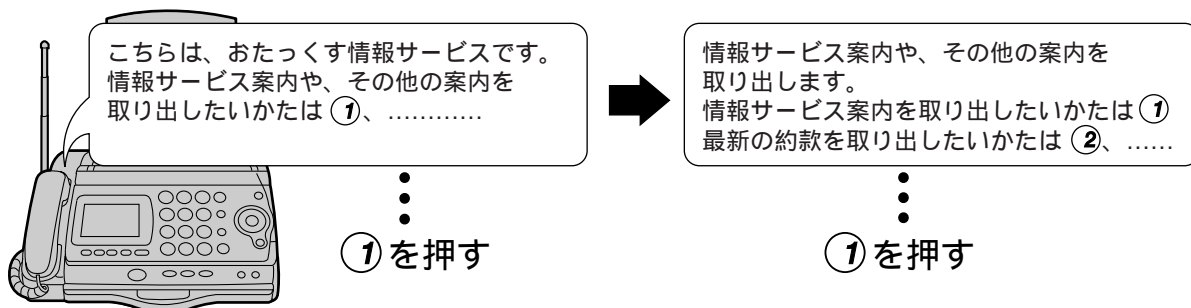 こちらは、おたっくす情報サービスです。
情報サービス案内や、その他の案内を
取り出したいかたは ①、…………
①を押す
情報サービス案内や、その他の案内を
取り出します。
情報サービス案内を取り出したいかたは①
最新の約款を取り出したいかたは ②、……
①を押す